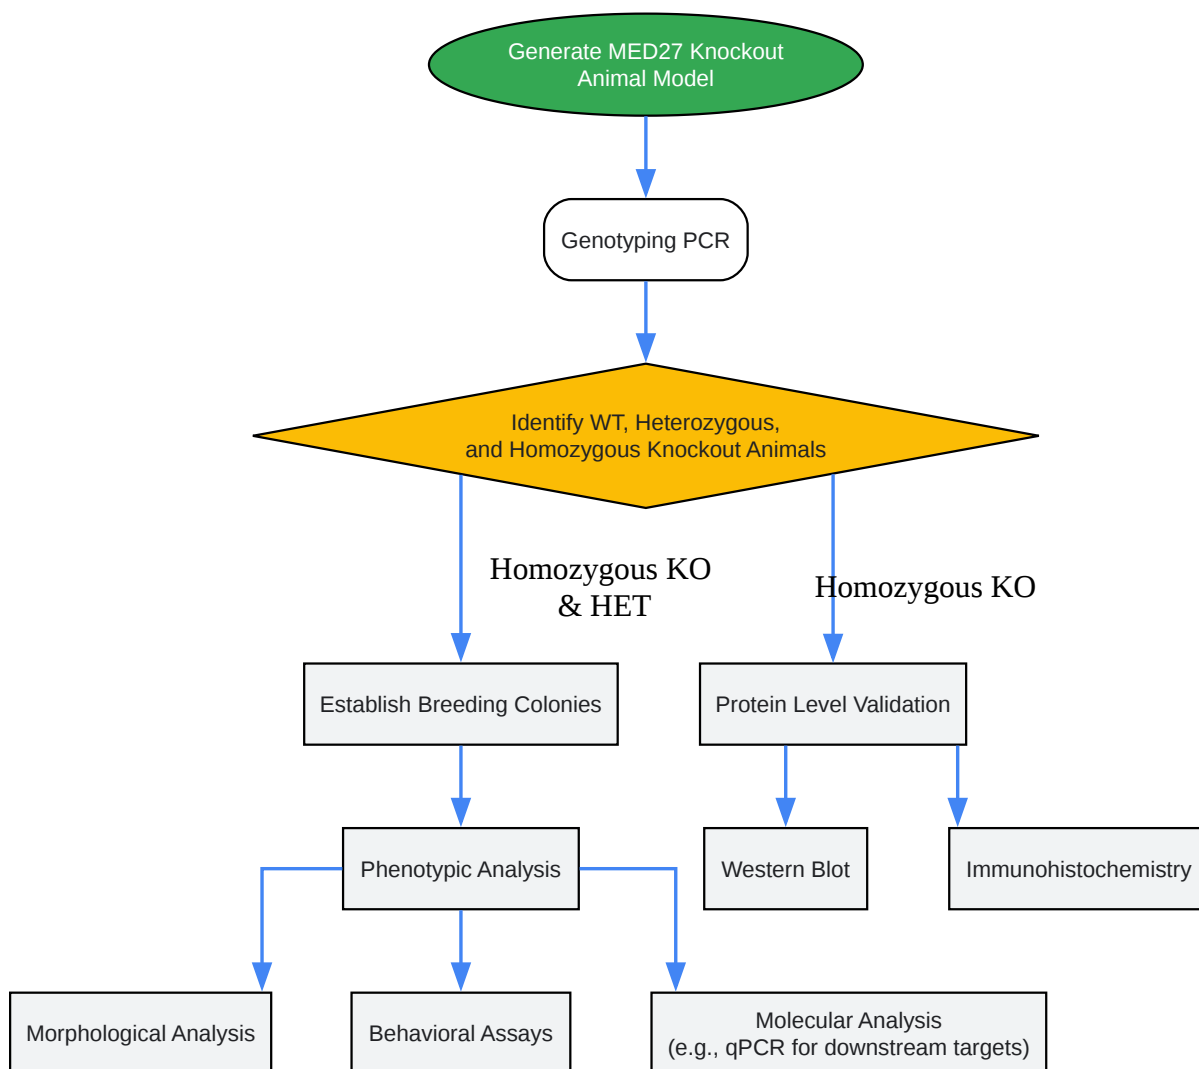 Generate MED27 Knockout
Animal Model
Genotyping PCR
Identify WT, Heterozygous,
and Homozygous Knockout Animals
Homozygous KO
& HET
Homozygous KO
Establish Breeding Colonies
Protein Level Validation
Phenotypic Analysis
Western Blot
Immunohistochemistry
Morphological Analysis
Behavioral Assays
Molecular Analysis
(e.g., qPCR for downstream targets)